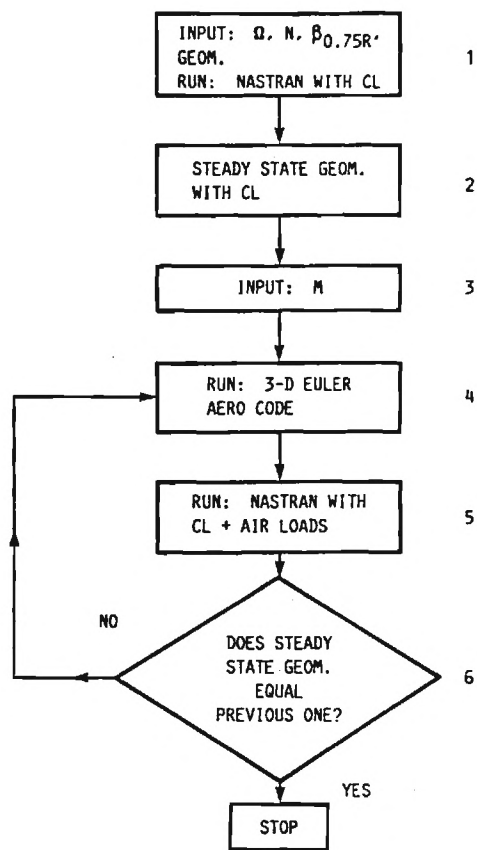 INPUT: Ω, N, β0.75R,
GEOM.
RUN: NASTRAN WITH CL
1
STEADY STATE GEOM.
WITH CL
2
INPUT: M
3
RUN: 3-D EULER
AERO CODE
4
RUN: NASTRAN WITH
CL + AIR LOADS
5
NO
DOES STEADY
STATE GEOM.
EQUAL
PREVIOUS ONE?
6
YES
STOP